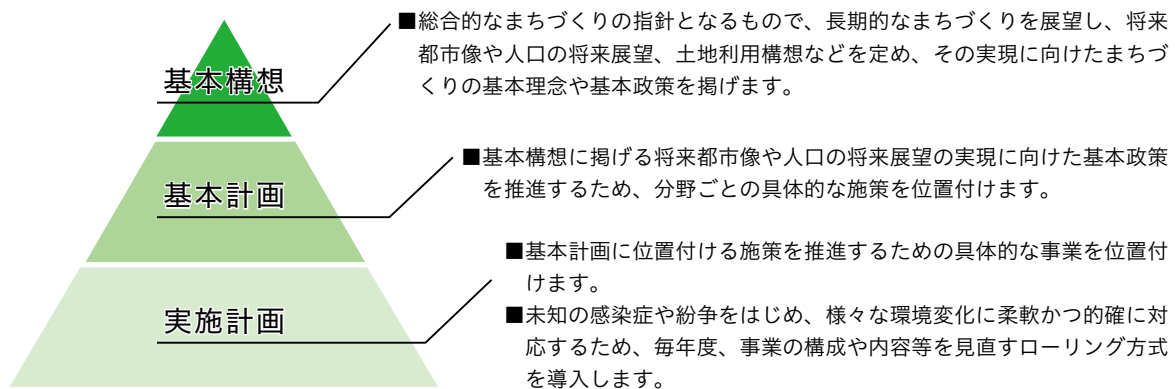 ■総合的なまちづくりの指針となるもので、長期的なまちづくりを展望し、将来
都市像や人口の将来展望、土地利用構想などを定め、その実現に向けたまちづ
くりの基本理念や基本政策を掲げます。
基本構想
■基本構想に掲げる将来都市像や人口の将来展望の実現に向けた基本政策
を推進するため、分野ごとの具体的な施策を位置付けます。
基本計画
■基本計画に位置付ける施策を推進するための具体的な事業を位置付
けます。
■未知の感染症や紛争をはじめ、様々な環境変化に柔軟かつ的確に対
応するため、毎年度、事業の構成や内容等を見直すローリング方式
を導入します。
実施計画